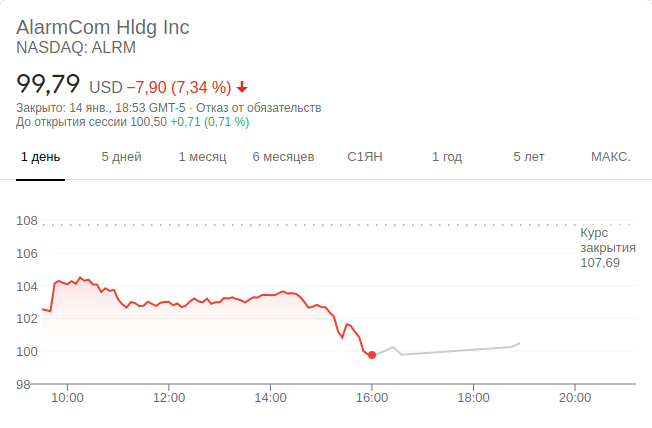 AlarmCom Hldg Inc
NASDAQ: ALRM
99,79 USD −7,90 (7,34 %)
Закрыто: 14 янв., 18:53 GMT-5 · Отказ от обязательств
До открытия сессии 100,50 +0,71 (0,71 %)
1 день 5 дней 1 месяц 6 месяцев С1ЯН 1 год 5 лет МАКС.
108
Курс
закрытия
107,69
106
104
102
100
98
10:00 12:00 14:00 16:00 18:00 20:00